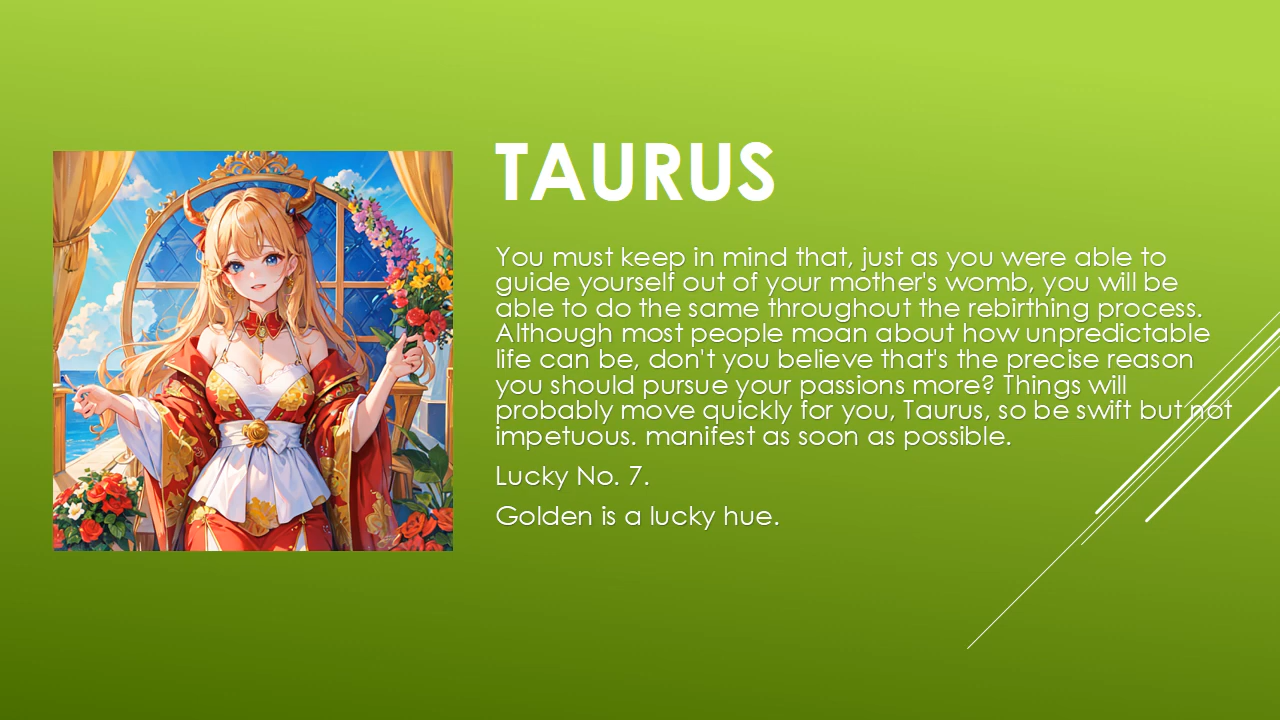 TAURUS
You must keep in mind that, just as you were able to
guide yourself out of your mother's womb, you will be
able to do the same throughout the rebirthing process.
Although most people moan about how unpredictable
life can be, don't you believe that's the precise reason
you should pursue your passions more? Things will
probably move quickly for you, Taurus, so be swift but not
impetuous. manifest as soon as possible.
Lucky No. 7.
Golden is a lucky hue.